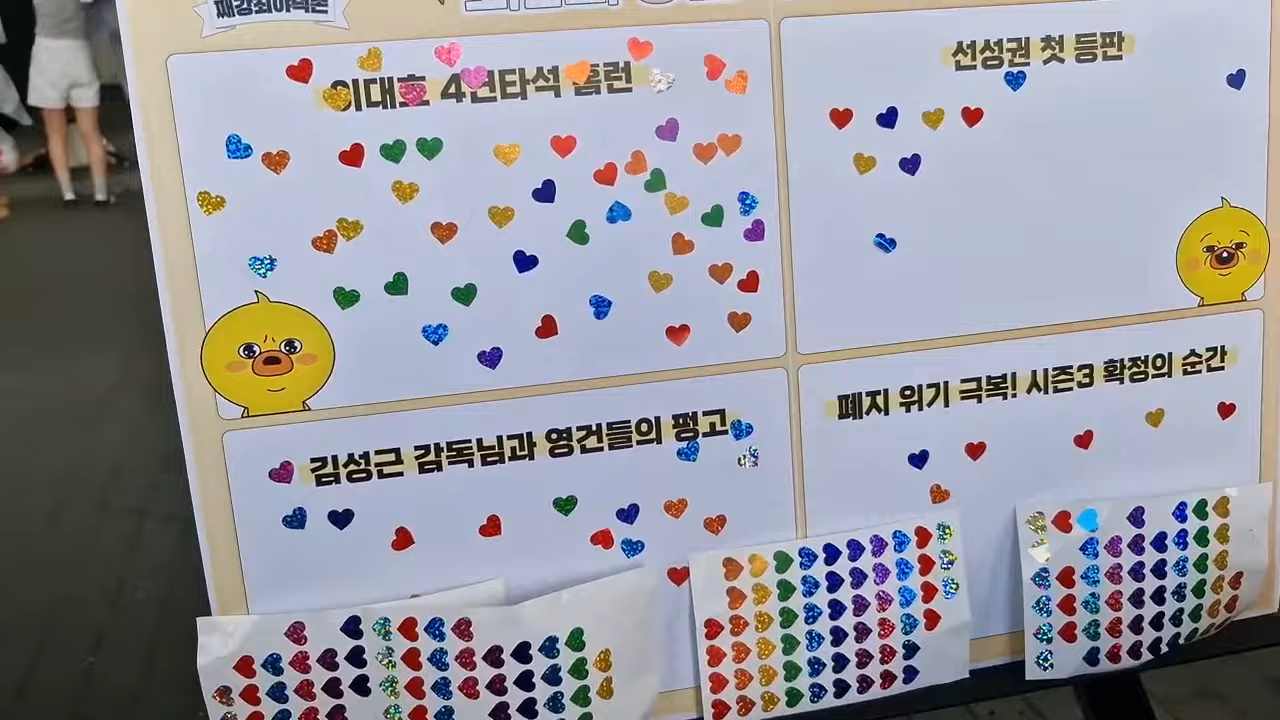 이대호 4연타석 홈런
선성권 첫 등판
김성근 감독님과 영건들의 펑고
폐지 위기 극복! 시즌3 확정의 순간